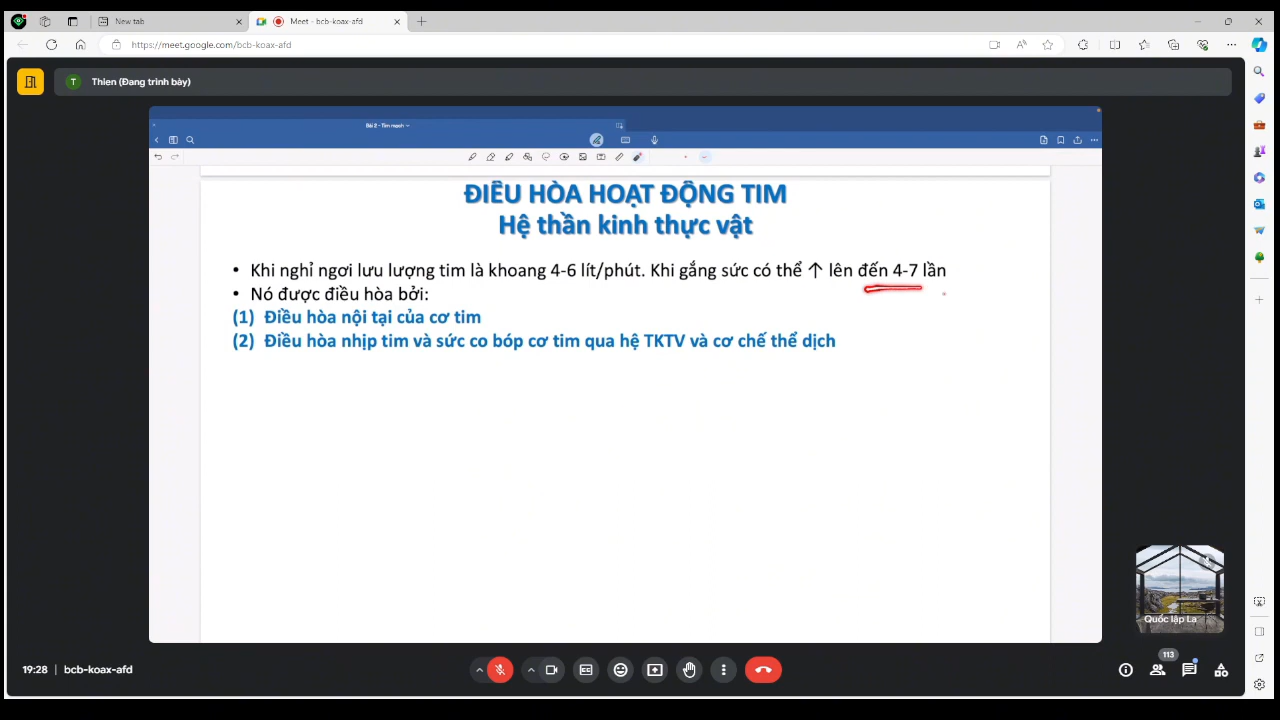 New tab
Meet - bcb-koax-afd
https://meet.google.com/bcb-koax-afd
T
Thien (Đang trình bày)
Bài 2 - Tim mạch
ĐIỀU HÒA HOẠT ĐỘNG TIM
Hệ thần kinh thực vật
• Khi nghỉ ngơi lưu lượng tim là khoang 4-6 lít/phút. Khi gắng sức có thể ↑ lên đến 4-7 lần
• Nó được điều hòa bởi:
(1) Điều hòa nội tại của cơ tim
(2) Điều hòa nhịp tim và sức co bóp cơ tim qua hệ TKTV và cơ chế thể dịch
Quốc lập La
19:28 | bcb-koax-afd
113